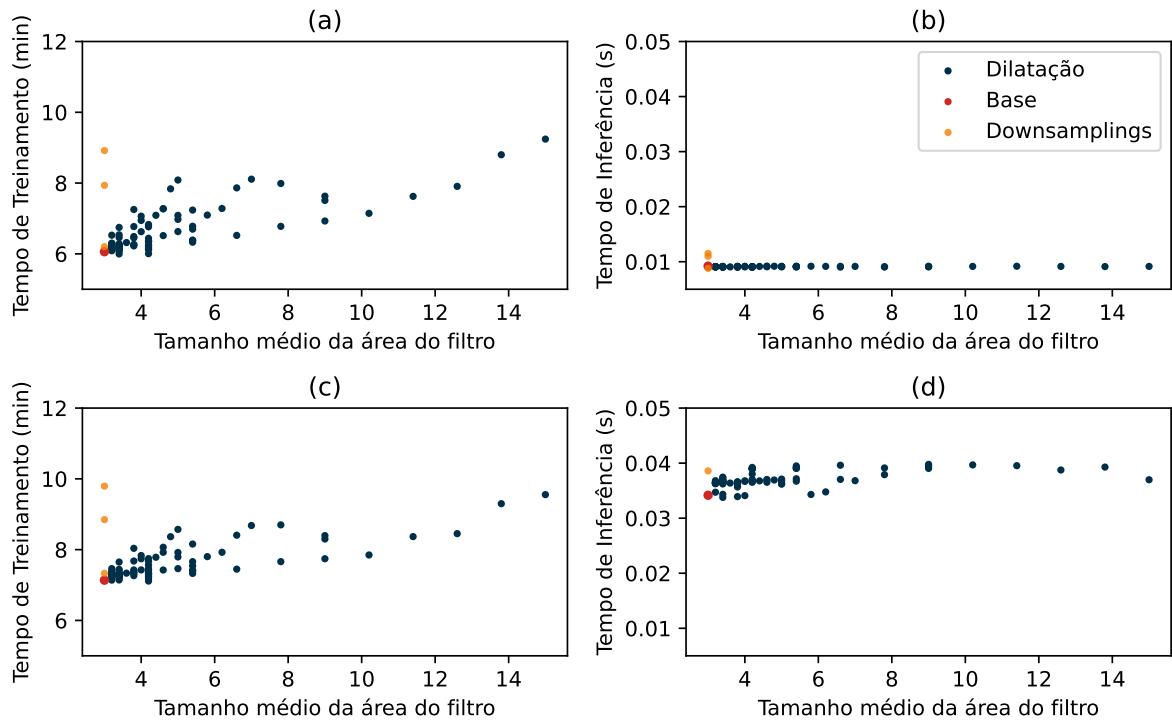 (a)
Tempo de Treinamento (min)
12
10
8
6
4 6 8 10 12 14
Tamanho médio da área do filtro
(b)
Tempo de Inferência (s)
0.05
0.04
0.03
0.02
0.01
Dilatação
Base
Downsamplings
4 6 8 10 12 14
Tamanho médio da área do filtro
(c)
Tempo de Treinamento (min)
12
10
8
6
4 6 8 10 12 14
Tamanho médio da área do filtro
(d)
Tempo de Inferência (s)
0.05
0.04
0.03
0.02
0.01
4 6 8 10 12 14
Tamanho médio da área do filtro